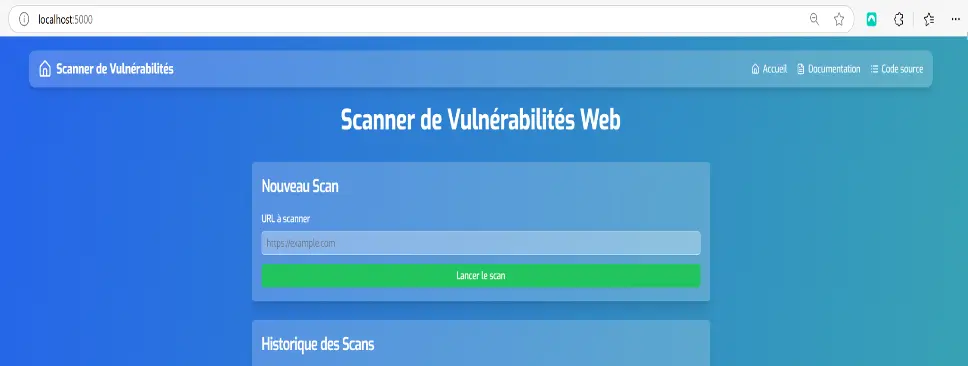 localhost:5000
Scanner de Vulnérabilités
Accueil Documentation Code source
Scanner de Vulnérabilités Web
Nouveau Scan
URL à scanner
https://example.com
Lancer le scan
Historique des Scans